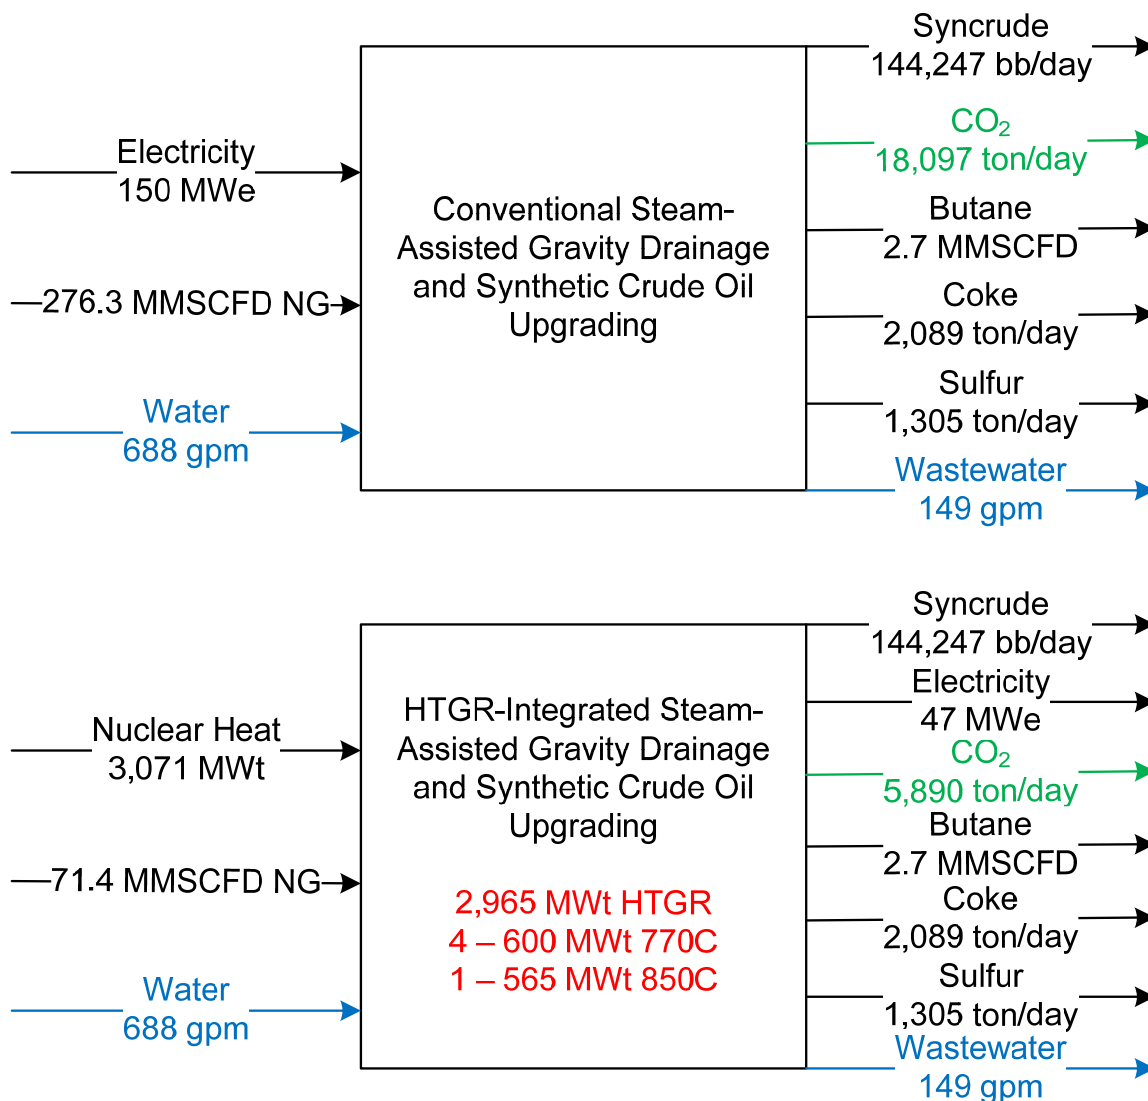 Syncrude
144,247 bb/day
CO₂
18,097 ton/day
Electricity
150 MWe
Butane
2.7 MMSCFD
Conventional Steam-
Assisted Gravity Drainage
and Synthetic Crude Oil
Upgrading
276.3 MMSCFD NG
Coke
2,089 ton/day
Water
688 gpm
Sulfur
1,305 ton/day
Wastewater
149 gpm
Syncrude
144,247 bb/day
Electricity
47 MWe
Nuclear Heat
3,071 MWt
HTGR-Integrated Steam-
Assisted Gravity Drainage
and Synthetic Crude Oil
Upgrading
CO₂
5,890 ton/day
Butane
2.7 MMSCFD
71.4 MMSCFD NG
2,965 MWt HTGR
4 – 600 MWt 770C
1 – 565 MWt 850C
Coke
2,089 ton/day
Water
688 gpm
Sulfur
1,305 ton/day
Wastewater
149 gpm